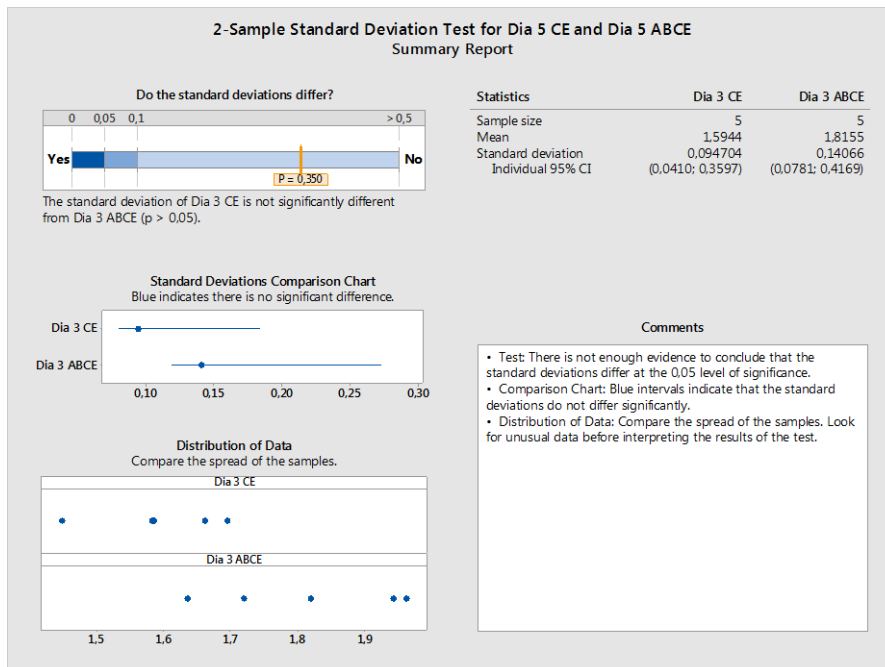 2-Sample Standard Deviation Test for Dia 5 CE and Dia 5 ABCE
Summary Report
Do the standard deviations differ?
0 0,05 0,1 > 0,5
Yes No
P = 0,350
The standard deviation of Dia 3 CE is not significantly different
from Dia 3 ABCE (p > 0,05).
Statistics Dia 3 CE Dia 3 ABCE
Sample size 5 5
Mean 1,5944 1,8155
Standard deviation 0,094704 0,14066
Individual 95% CI (0,0410; 0,3597) (0,0781; 0,4169)
Standard Deviations Comparison Chart
Blue indicates there is no significant difference.
Dia 3 CE
Dia 3 ABCE
0,10 0,15 0,20 0,25 0,30
Distribution of Data
Compare the spread of the samples.
Dia 3 CE
Dia 3 ABCE
1,5 1,6 1,7 1,8 1,9
Comments
• Test: There is not enough evidence to conclude that the
standard deviations differ at the 0,05 level of significance.
• Comparison Chart: Blue intervals indicate that the standard
deviations do not differ significantly.
• Distribution of Data: Compare the spread of the samples. Look
for unusual data before interpreting the results of the test.